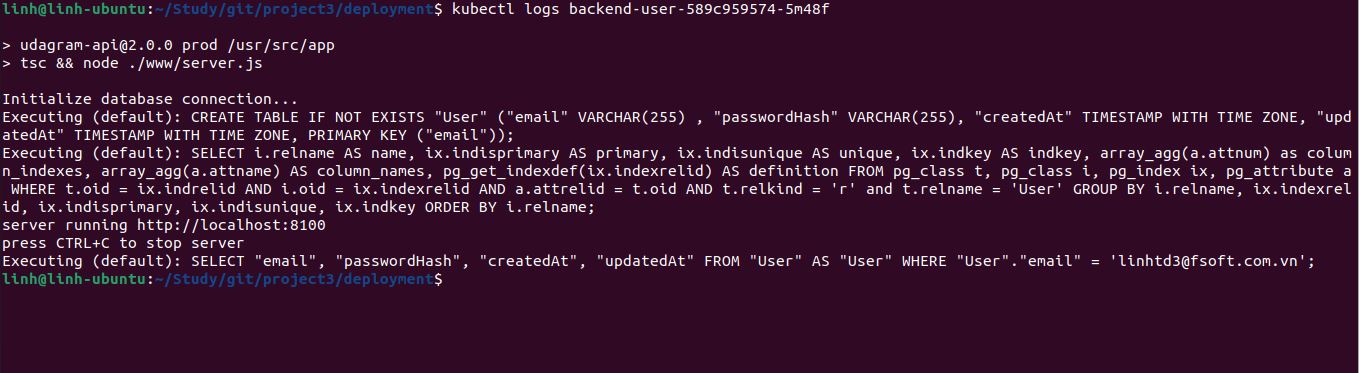 linh@linh-ubuntu:~/Study/git/project3/deployment$ kubectl logs backend-user-589c959574-5m48f
> udagram-api@2.0.0 prod /usr/src/app
> tsc && node ./www/server.js
Initialize database connection...
Executing (default): CREATE TABLE IF NOT EXISTS "User" ("email" VARCHAR(255) , "passwordHash" VARCHAR(255), "createdAt" TIMESTAMP WITH TIME ZONE, "upd
atedAt" TIMESTAMP WITH TIME ZONE, PRIMARY KEY ("email"));
Executing (default): SELECT i.relname AS name, ix.indisprimary AS primary, ix.indisunique AS unique, ix.indkey AS indkey, array_agg(a.attnum) as colum
n_indexes, array_agg(a.attname) AS column_names, pg_get_indexdef(ix.indexrelid) AS definition FROM pg_class t, pg_class i, pg_index ix, pg_attribute a
 WHERE t.oid = ix.indrelid AND i.oid = ix.indexrelid AND a.attrelid = t.oid AND t.relkind = 'r' and t.relname = 'User' GROUP BY i.relname, ix.indexrel
id, ix.indisprimary, ix.indisunique, ix.indkey ORDER BY i.relname;
server running http://localhost:8100
press CTRL+C to stop server
Executing (default): SELECT "email", "passwordHash", "createdAt", "updatedAt" FROM "User" AS "User" WHERE "User"."email" = 'linhtd3@fsoft.com.vn';
linh@linh-ubuntu:~/Study/git/project3/deployment$